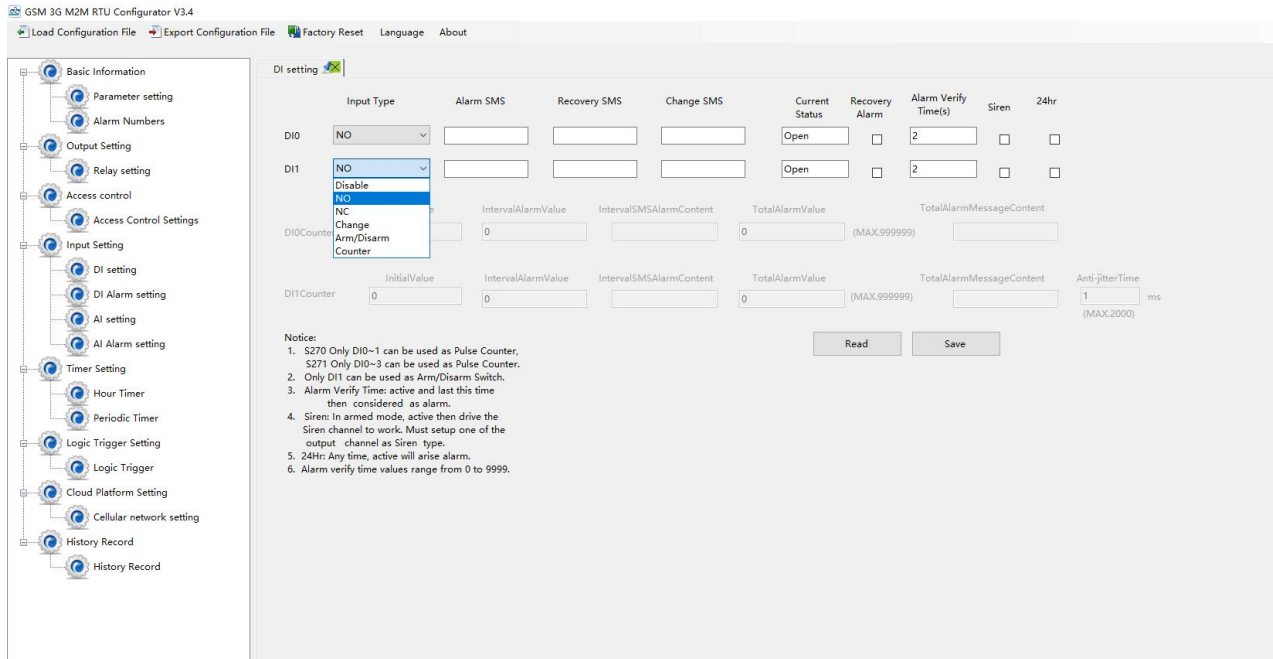 GSM 3G M2M RTU Configurator V3.4
Load Configuration File Export Configuration File Factory Reset Language About
Basic Information
Parameter setting
Alarm Numbers
Output Setting
Relay setting
Access control
Access Control Settings
Input Setting
DI setting
DI Alarm setting
AI setting
AI Alarm setting
Timer Setting
Hour Timer
Periodic Timer
Logic Trigger Setting
Logic Trigger
Cloud Platform Setting
Cellular network setting
History Record
History Record
DI setting
Input Type Alarm SMS Recovery SMS Change SMS Current Status Recovery Alarm Alarm Verify Time(s) Siren 24hr
DI0 NO Open 2
DI1 NO Open 2
Disable
NO
NC
Change
Arm/Disarm
Counter
IntervalAlarmValue IntervalSMSAlarmContent TotalAlarmValue TotalAlarmMessageContent
DI0Counter 0 0 (MAX.999999)
InitialValue IntervalAlarmValue IntervalSMSAlarmContent TotalAlarmValue TotalAlarmMessageContent Anti-jitterTime
DI1Counter 0 0 0 (MAX.999999) 1 ms
(MAX.2000)
Read Save
Notice:
1. S270 Only DI0~1 can be used as Pulse Counter,
S271 Only DI0~3 can be used as Pulse Counter.
2. Only DI1 can be used as Arm/Disarm Switch.
3. Alarm Verify Time: active and last this time
then considered as alarm.
4. Siren: In armed mode, active then drive the
Siren channel to work. Must setup one of the
output channel as Siren type.
5. 24Hr: Any time, active will arise alarm.
6. Alarm verify time values range from 0 to 9999.